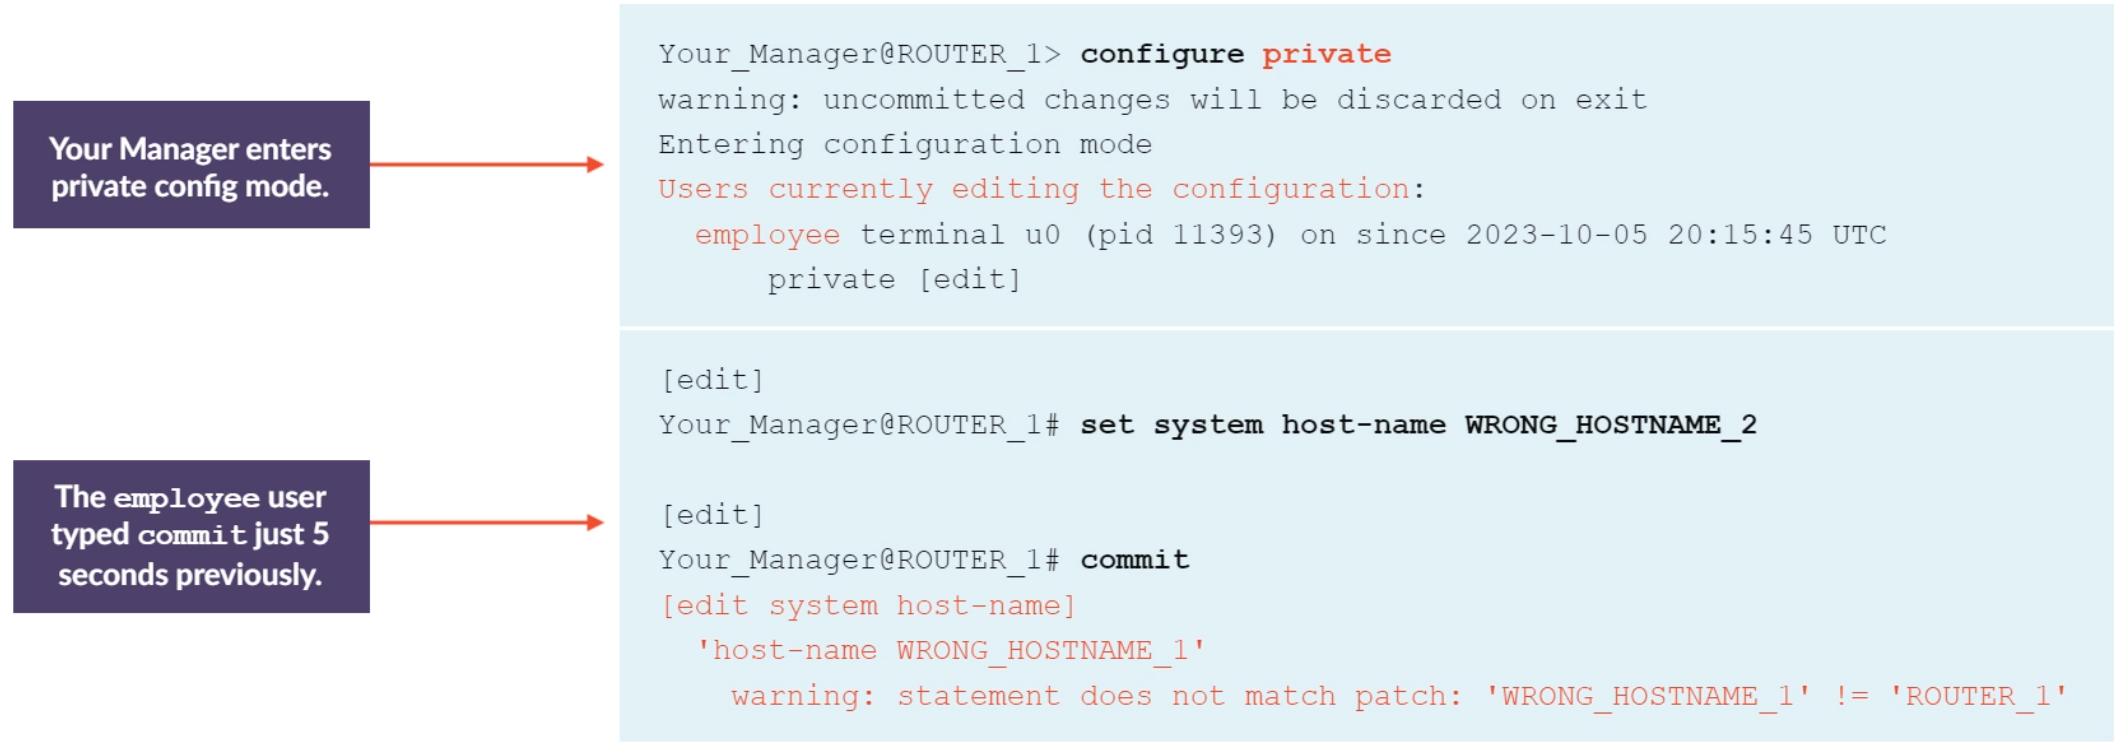 Your Manager enters
private config mode.
Your_Manager@ROUTER_1> configure private
warning: uncommitted changes will be discarded on exit
Entering configuration mode
Users currently editing the configuration:
employee terminal u0 (pid 11393) on since 2023-10-05 20:15:45 UTC
private [edit]
The employee user
typed commit just 5
seconds previously.
[edit]
Your_Manager@ROUTER_1# set system host-name WRONG_HOSTNAME_2
[edit]
Your_Manager@ROUTER_1# commit
[edit system host-name]
'host-name WRONG_HOSTNAME_1'
warning: statement does not match patch: 'WRONG_HOSTNAME_1' != 'ROUTER_1'